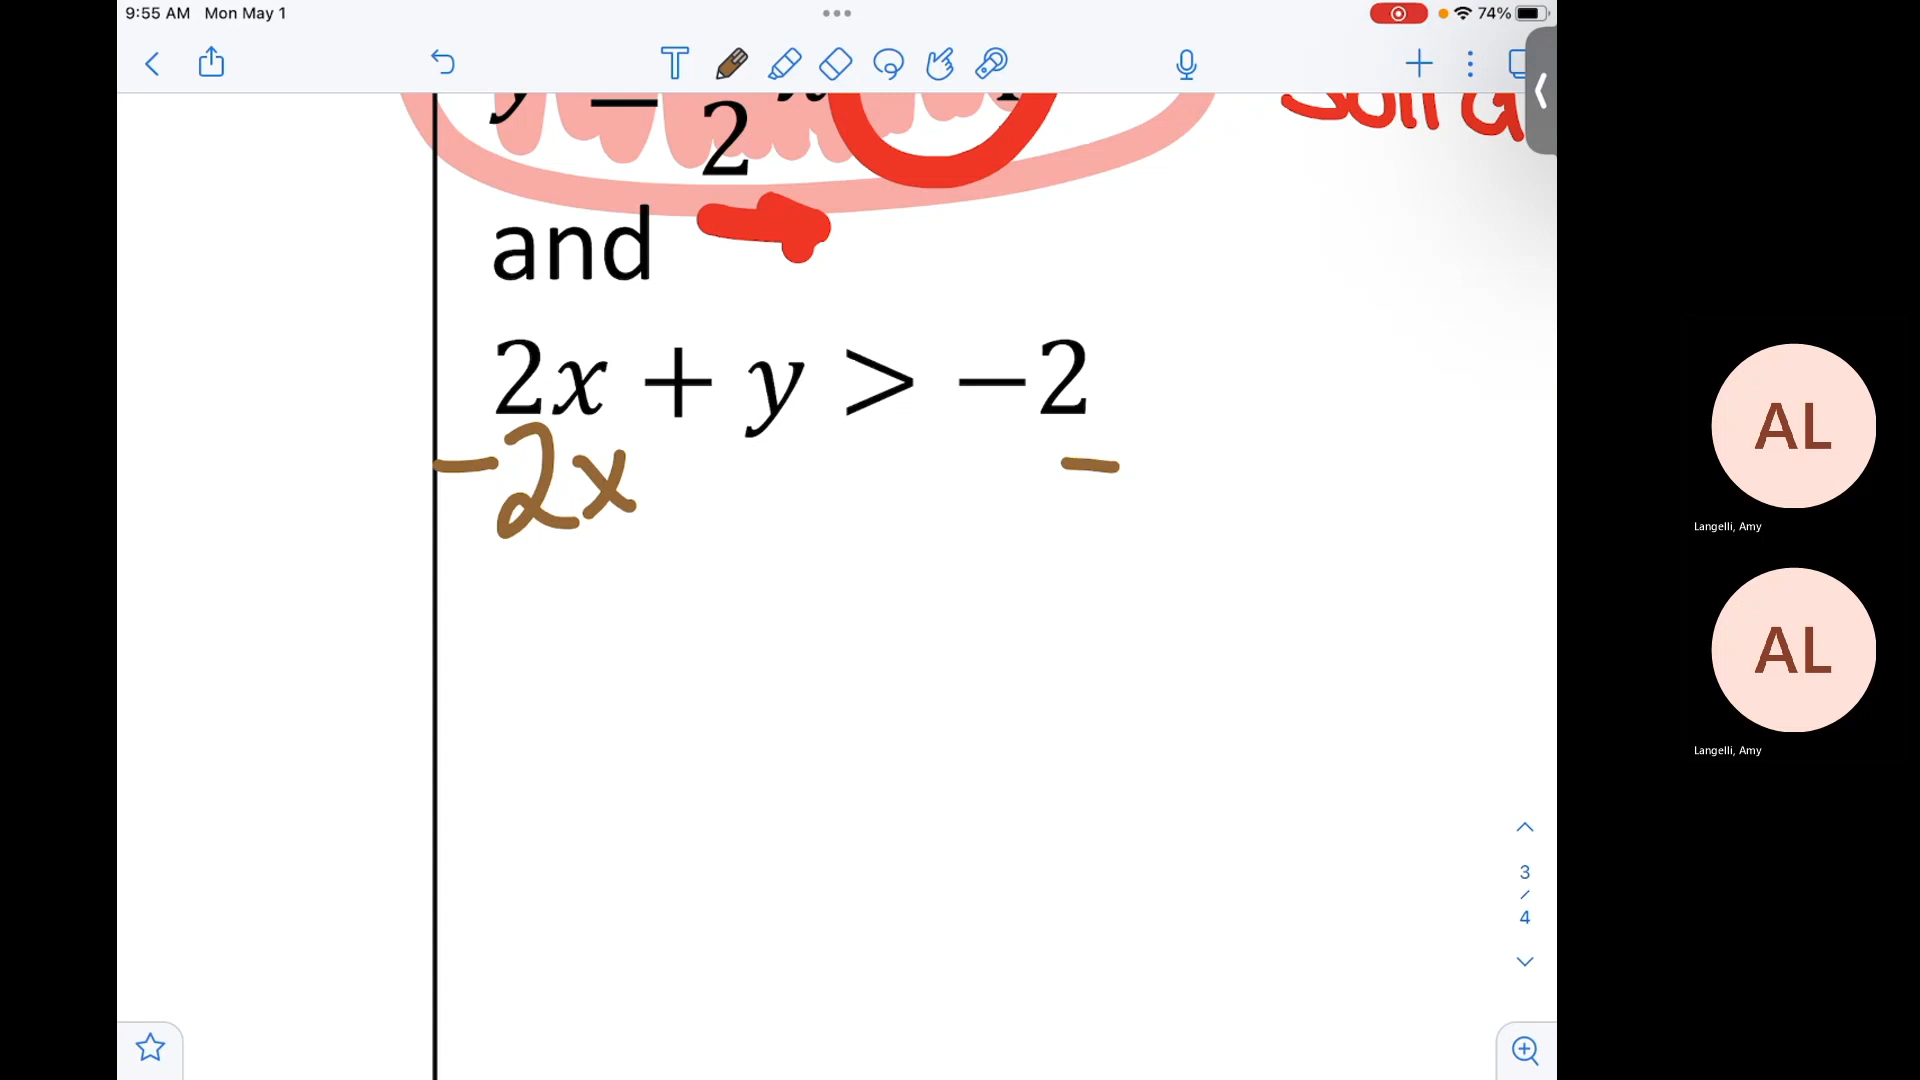 9:55 AM Mon May 1
74%
T
2
and
2x + y > −2
−2x −
3
/
4
AL
Langelli, Amy
AL
Langelli, Amy